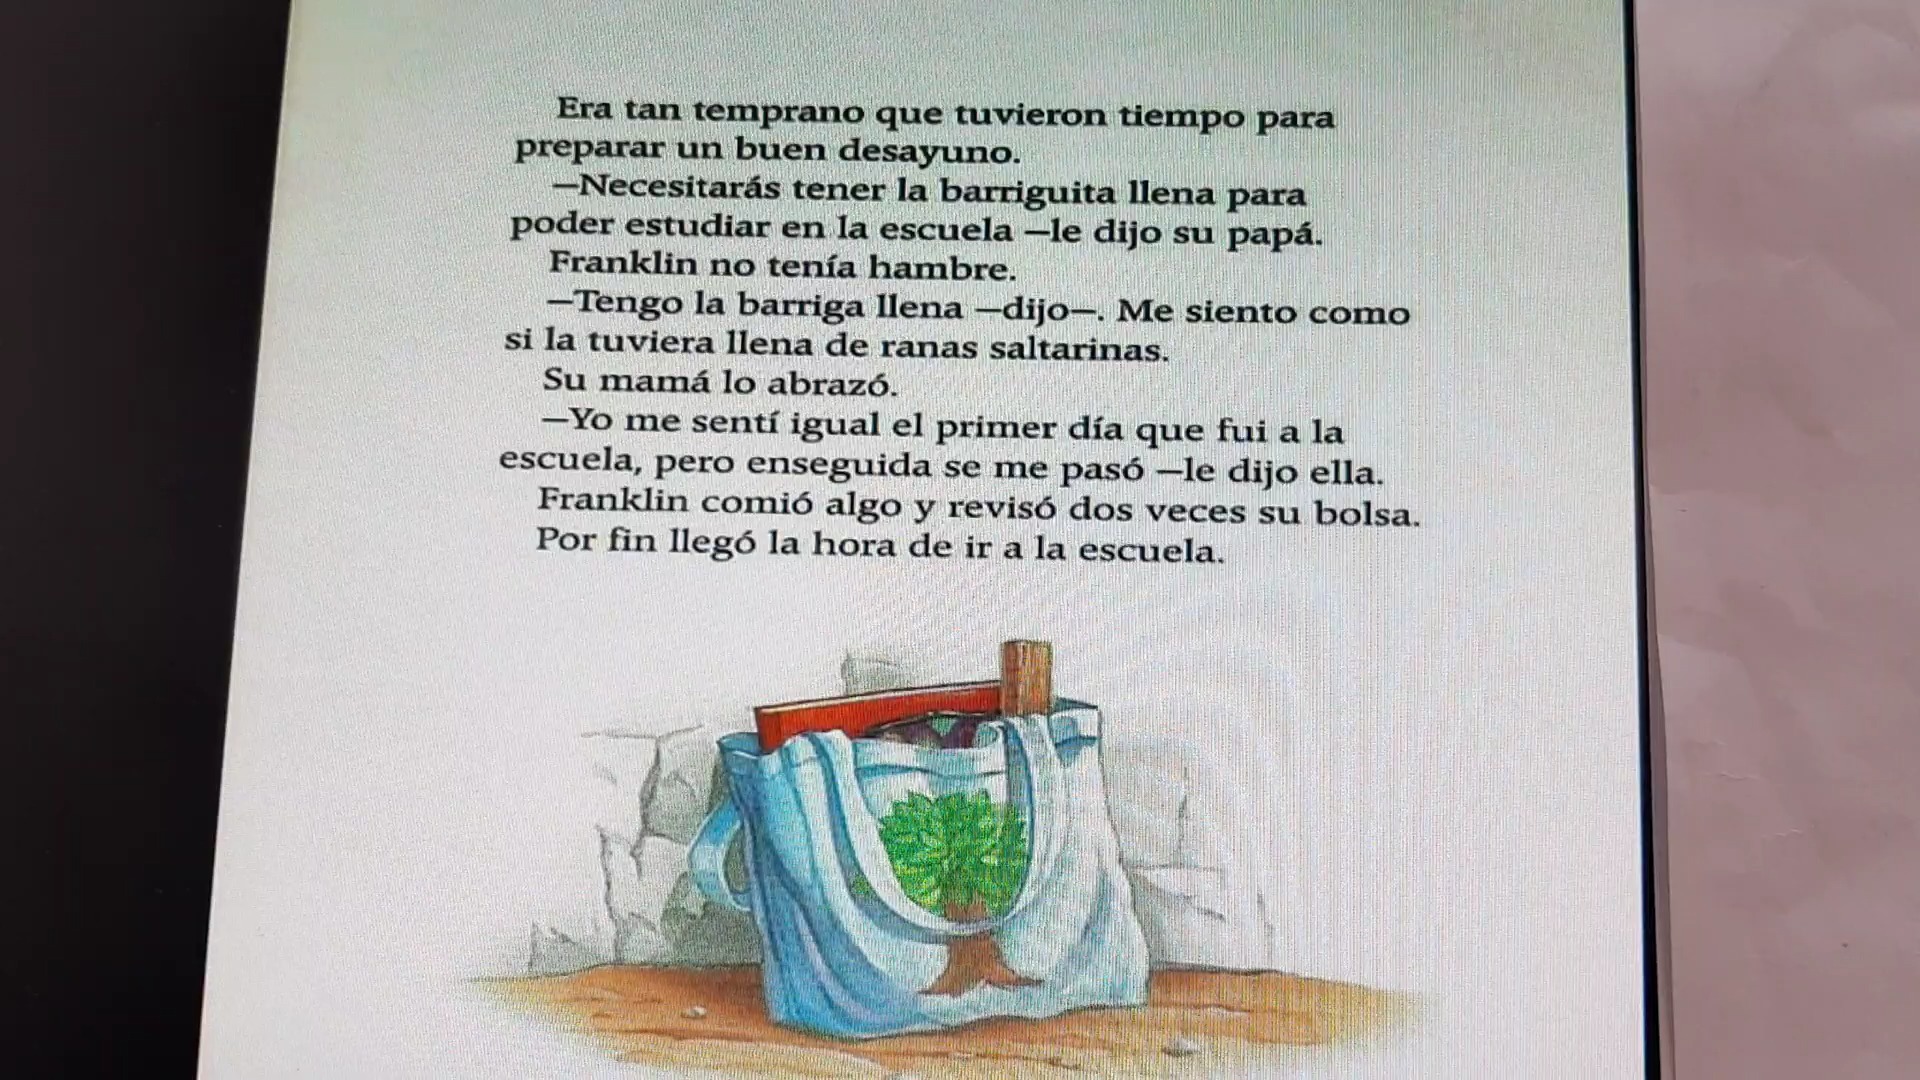 Era tan temprano que tuvieron tiempo para
preparar un buen desayuno.
—Necesitarás tener la barriguita llena para
poder estudiar en la escuela —le dijo su papá.
Franklin no tenía hambre.
—Tengo la barriga llena —dijo—. Me siento como
si la tuviera llena de ranas saltarinas.
Su mamá lo abrazó.
—Yo me sentí igual el primer día que fui a la
escuela, pero enseguida se me pasó —le dijo ella.
Franklin comió algo y revisó dos veces su bolsa.
Por fin llegó la hora de ir a la escuela.